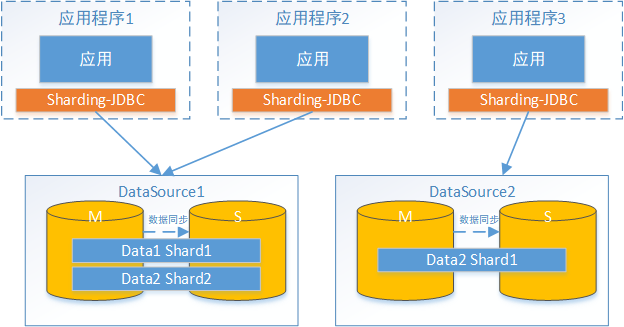 应用程序1
应用程序2
应用程序3
应用
应用
应用
Sharding-JDBC
Sharding-JDBC
Sharding-JDBC
DataSource1
M
数据同步
S
Data1 Shard1
Data2 Shard2
DataSource2
M
数据同步
S
Data2 Shard1